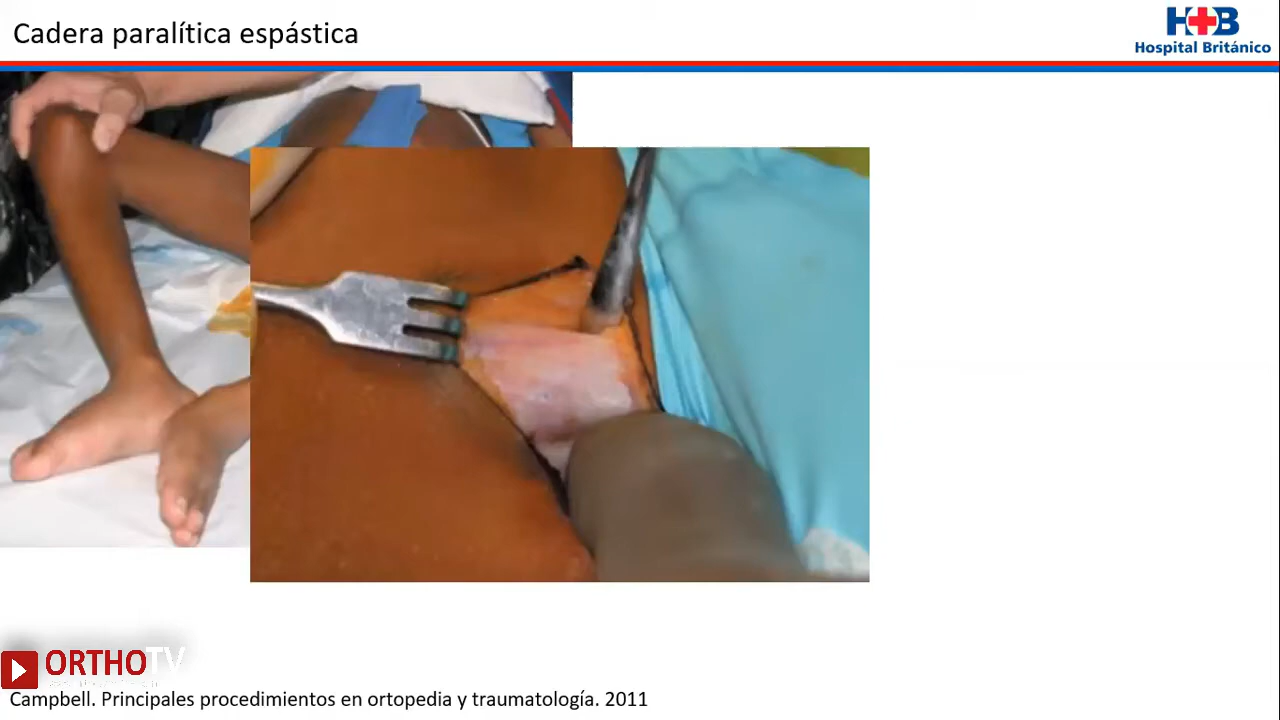 Cadera paralítica espástica
H+B
Hospital Británico
ORTHOTV
Campbell. Principales procedimientos en ortopedia y traumatología. 2011